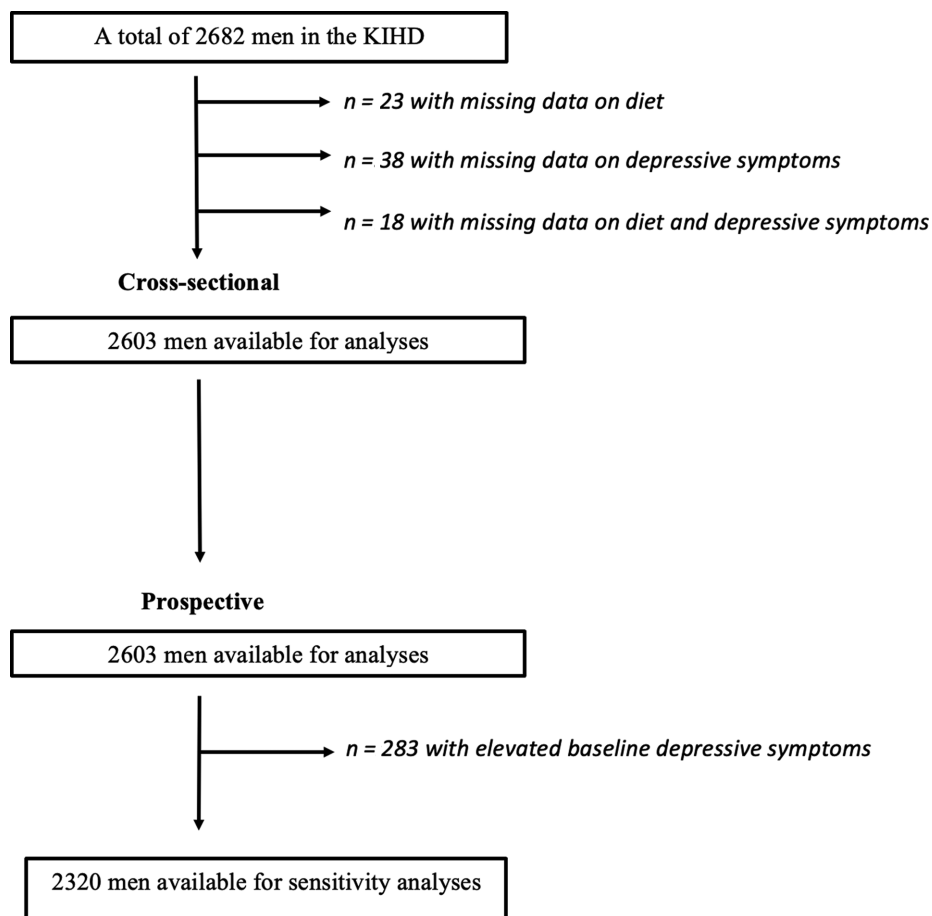 A total of 2682 men in the KIHD
n = 23 with missing data on diet
n = 38 with missing data on depressive symptoms
n = 18 with missing data on diet and depressive symptoms
Cross-sectional
2603 men available for analyses
Prospective
2603 men available for analyses
n = 283 with elevated baseline depressive symptoms
2320 men available for sensitivity analyses